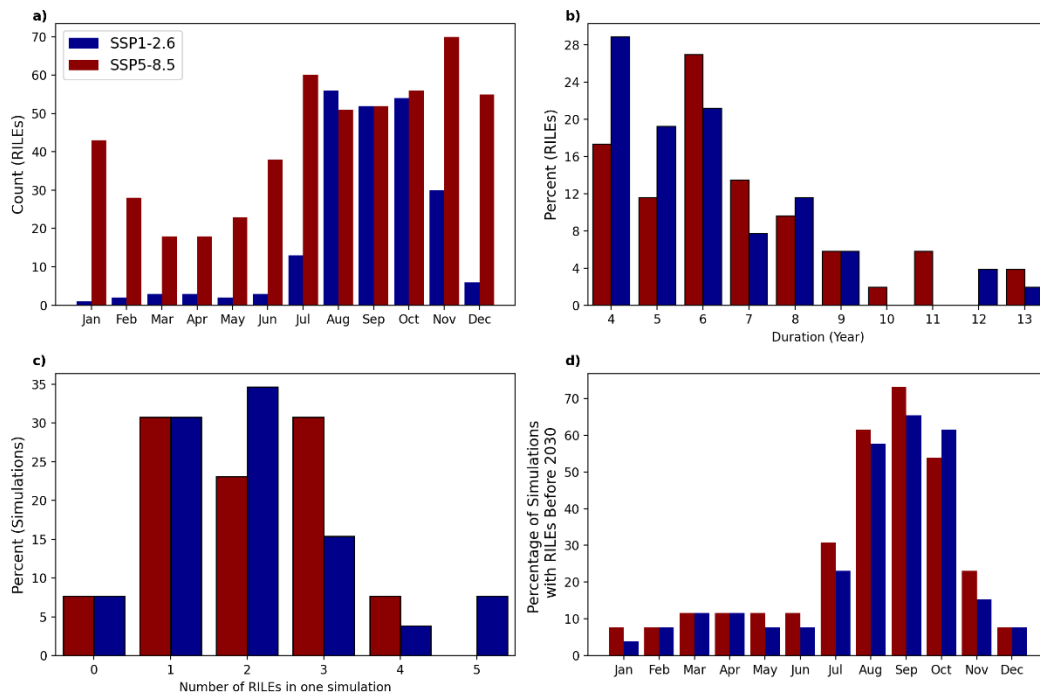 a)
Count (RILEs)
70
60
50
40
30
20
10
0
SSP1-2.6
SSP5-8.5
Jan Feb Mar Apr May Jun Jul Aug Sep Oct Nov Dec
b)
Percent (RILEs)
28
24
20
16
12
8
4
0
4 5 6 7 8 9 10 11 12 13
Duration (Year)
c)
Percent (Simulations)
35
30
25
20
15
10
5
0
0 1 2 3 4 5
Number of RILEs in one simulation
d)
Percentage of Simulations
with RILEs Before 2030
70
60
50
40
30
20
10
0
Jan Feb Mar Apr May Jun Jul Aug Sep Oct Nov Dec